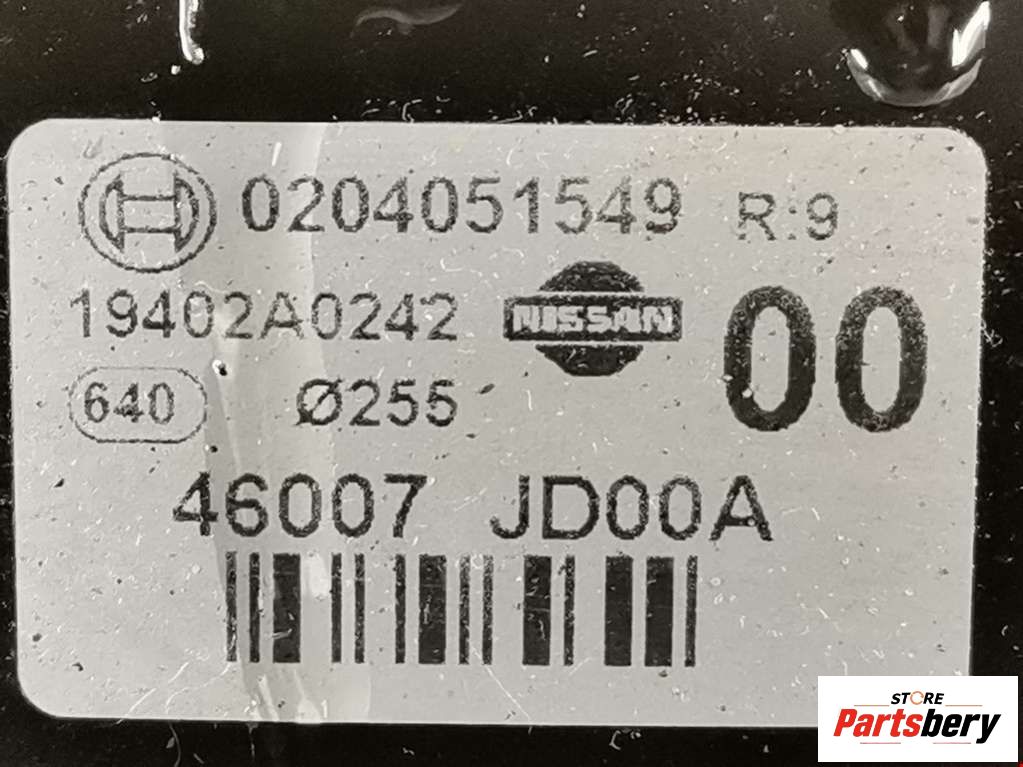 0204051549 R:9
19402A0242 NISSAN 00
640 Ø255
46007 JD00A
STORE
Partsbery